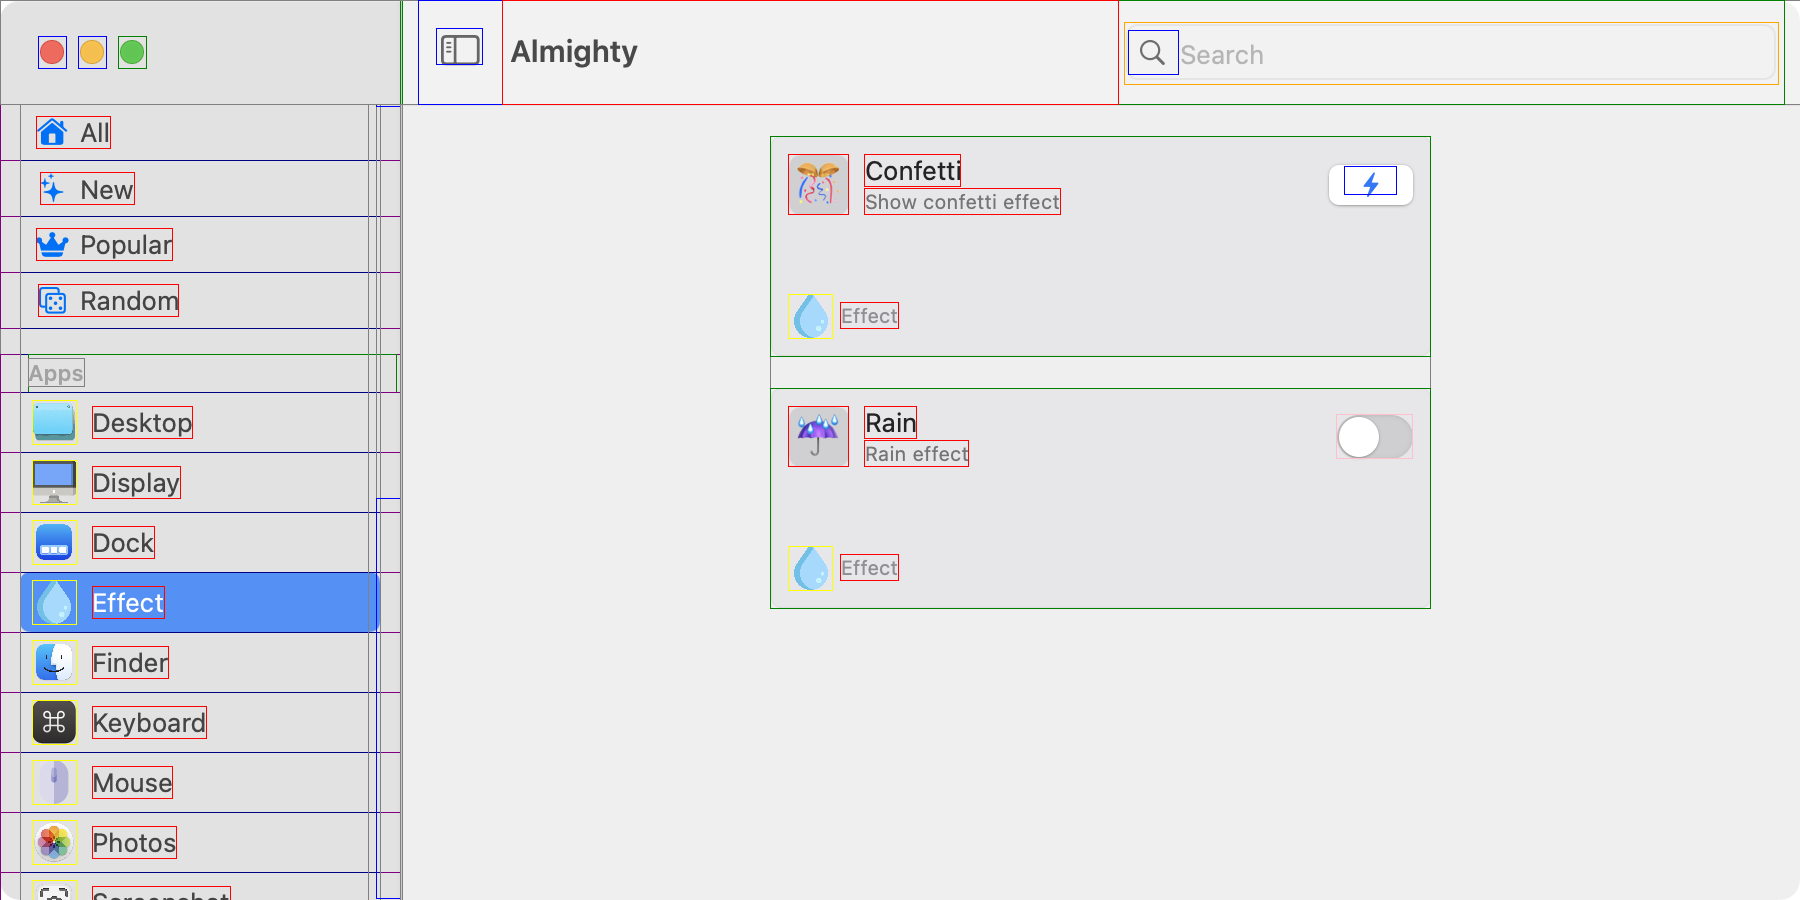 Almighty
Search
All
New
Popular
Random
Apps
Desktop
Display
Dock
Effect
Finder
Keyboard
Mouse
Photos
Screenshot
Confetti
Show confetti effect
Effect
Rain
Rain effect
Effect